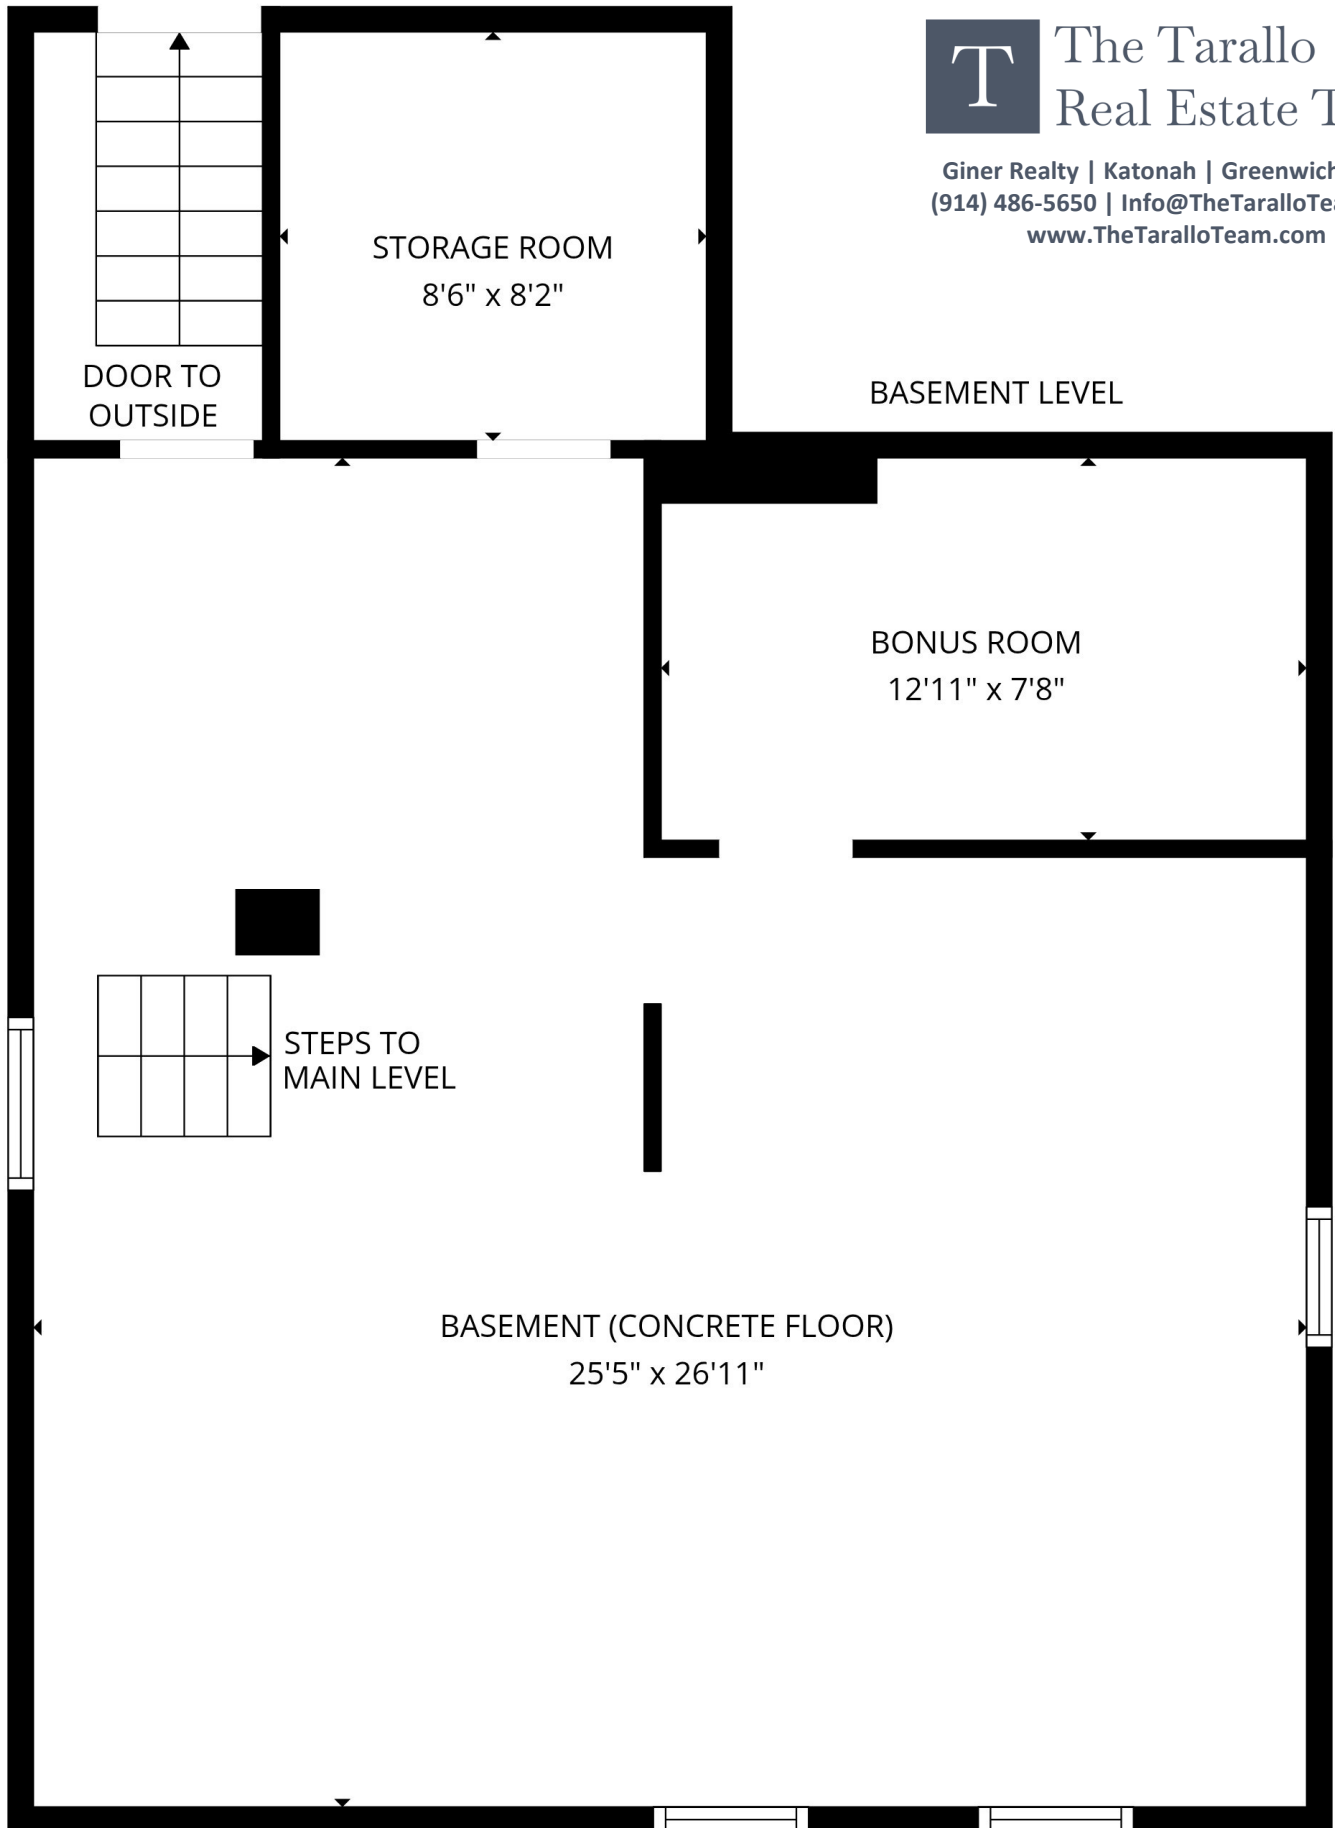 T
The Tarallo
Real Estate
Giner Realty | Katonah | Greenwich
(914) 486-5650 |
www.TheTaralloTeam.com
STORAGE ROOM
8'6" x 8'2"
DOOR TO
OUTSIDE
BASEMENT LEVEL
BONUS ROOM
12'11" x 7'8"
STEPS TO
MAIN LEVEL
BASEMENT (CONCRETE FLOOR)
25'5" x 26'11"